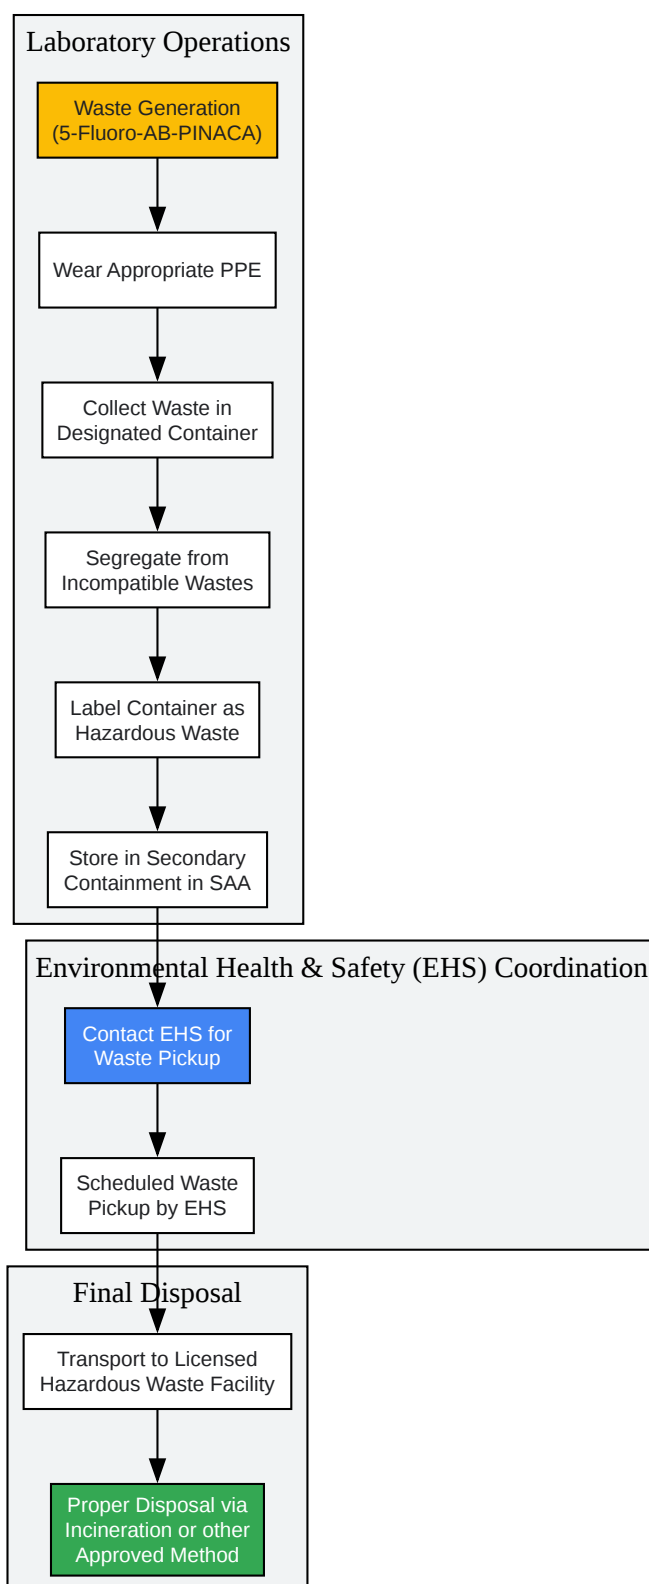 Laboratory Operations
Waste Generation
(5-Fluoro-AB-PINACA)
Wear Appropriate PPE
Collect Waste in
Designated Container
Segregate from
Incompatible Wastes
Label Container as
Hazardous Waste
Store in Secondary
Containment in SAA
Environmental Health & Safety (EHS) Coordination
Contact EHS for
Waste Pickup
Scheduled Waste
Pickup by EHS
Final Disposal
Transport to Licensed
Hazardous Waste Facility
Proper Disposal via
Incineration or other
Approved Method